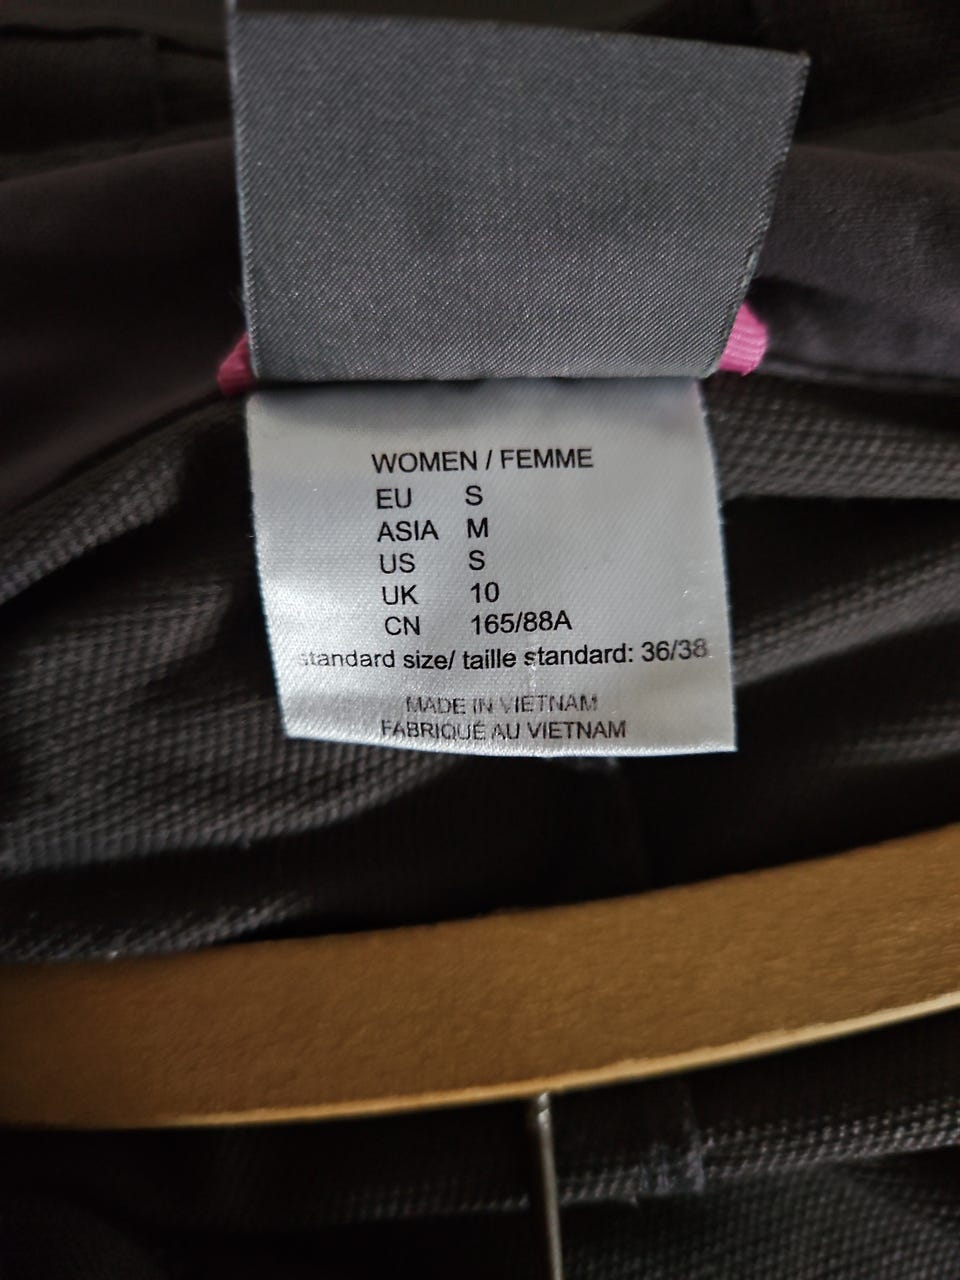 WOMEN / FEMME
EU S
ASIA M
US S
UK 10
CN 165/88A
standard size/ taille standard: 36/38
MADE IN VIETNAM
FABRIQUÉ AU VIETNAM